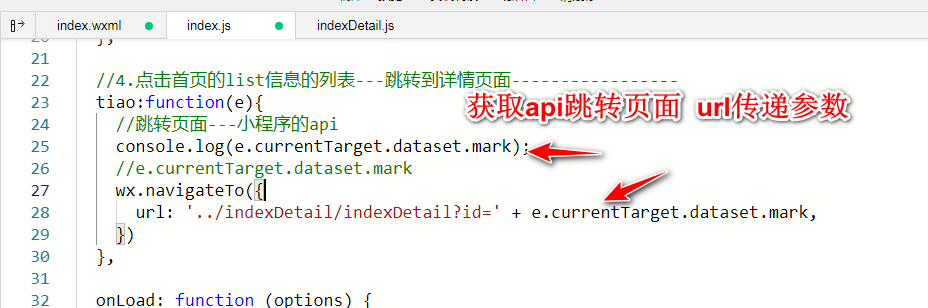 index.wxml
index.js
indexDetail.js
21
22 //4.点击首页的list信息的列表---跳转到详情页面-----------------
23 tiao:function(e){
获取api跳转页面 url传递参数
24 //跳转页面---小程序的api
25 console.log(e.currentTarget.dataset.mark);
26 //e.currentTarget.dataset.mark
27 wx.navigateTo({
28 url: '../indexDetail/indexDetail?id=' + e.currentTarget.dataset.mark,
29 })
30 },
31
32 onLoad: function (options) {